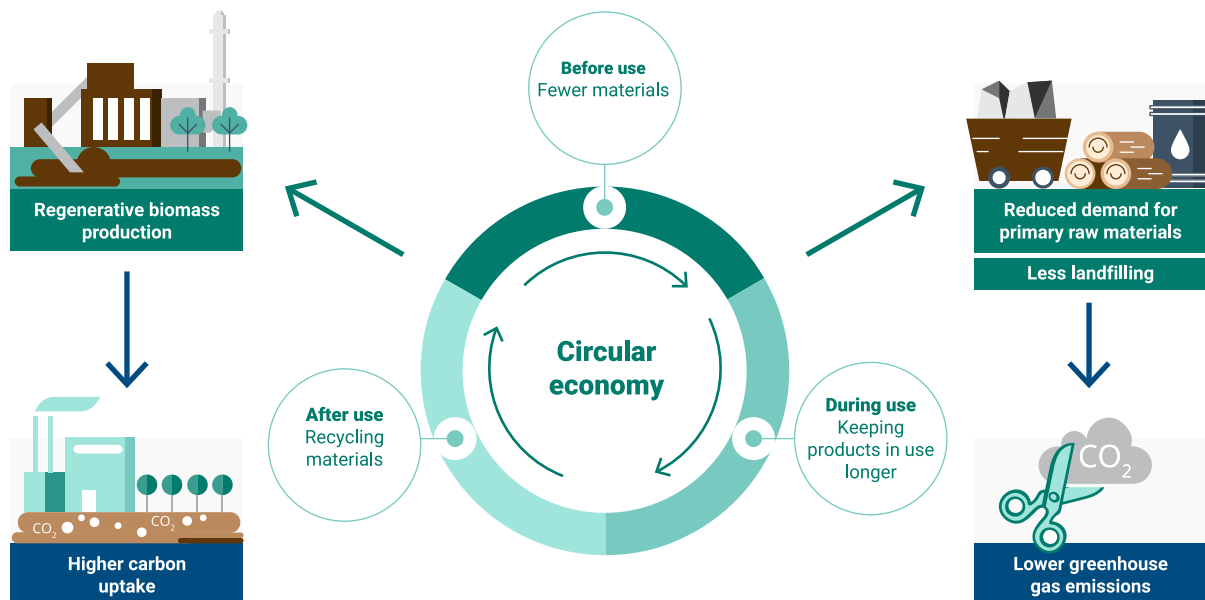 Before use
Fewer materials
Regenerative biomass
production
Reduced demand for
primary raw materials
Less landfilling
Circular
economy
After use
Recycling
materials
During use
Keeping
products in use
longer
CO2
CO2
Higher carbon
uptake
CO2
Lower greenhouse
gas emissions